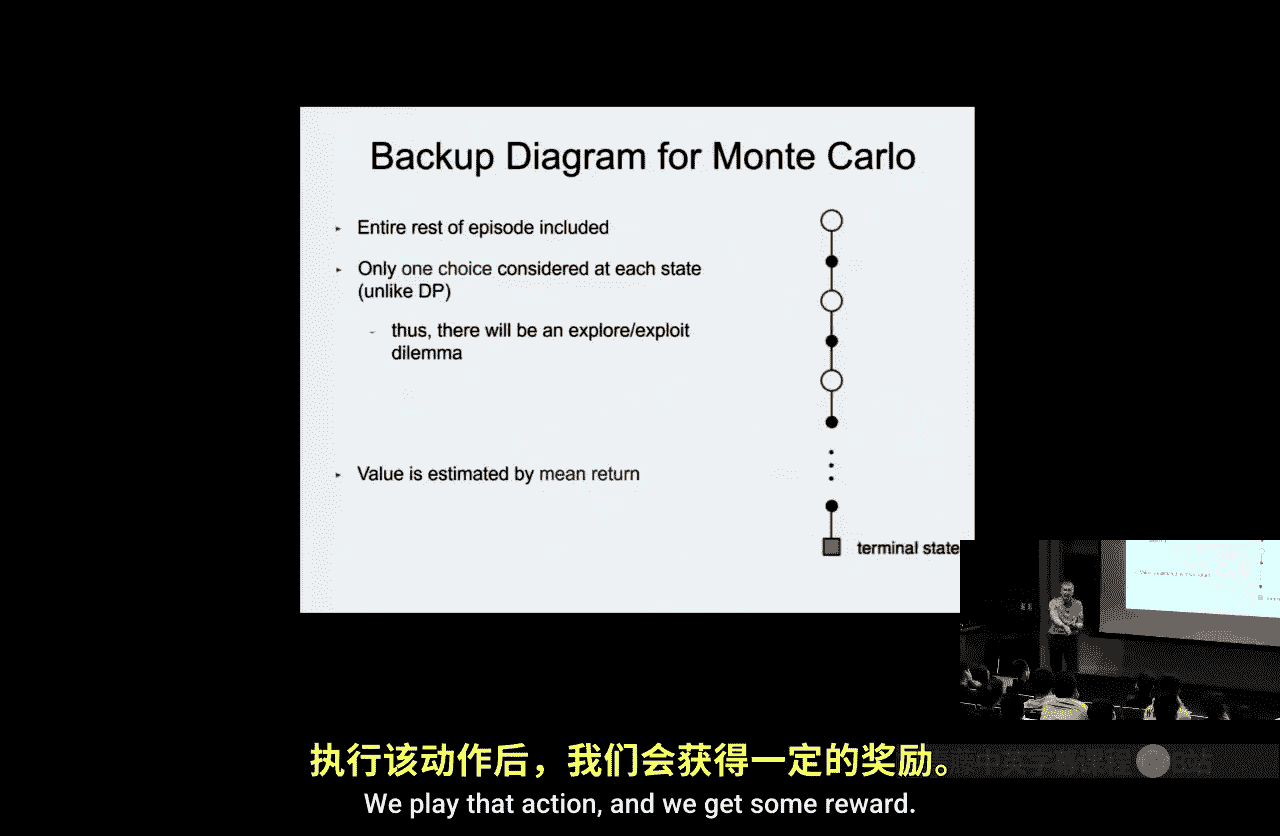 Backup Diagram for Monte Carlo
Entire rest of episode included
Only one choice considered at each state
(unlike DP)
- thus, there will be an explore/exploit
dilemma
Value is estimated by mean return
terminal state
执行该动作后，我们会获得一定的奖励。
We play that action, and we get some reward.